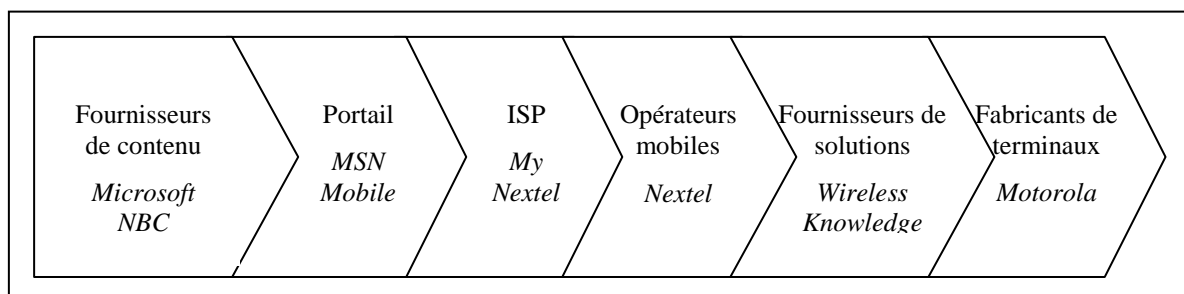 Fournisseurs
de contenu
Microsoft
NBC
Portail
MSN
Mobile
ISP
My
Nextel
Opérateurs
mobiles
Nextel
Fournisseurs de
solutions
Wireless
Knowledge
Fabricants de
terminaux
Motorola